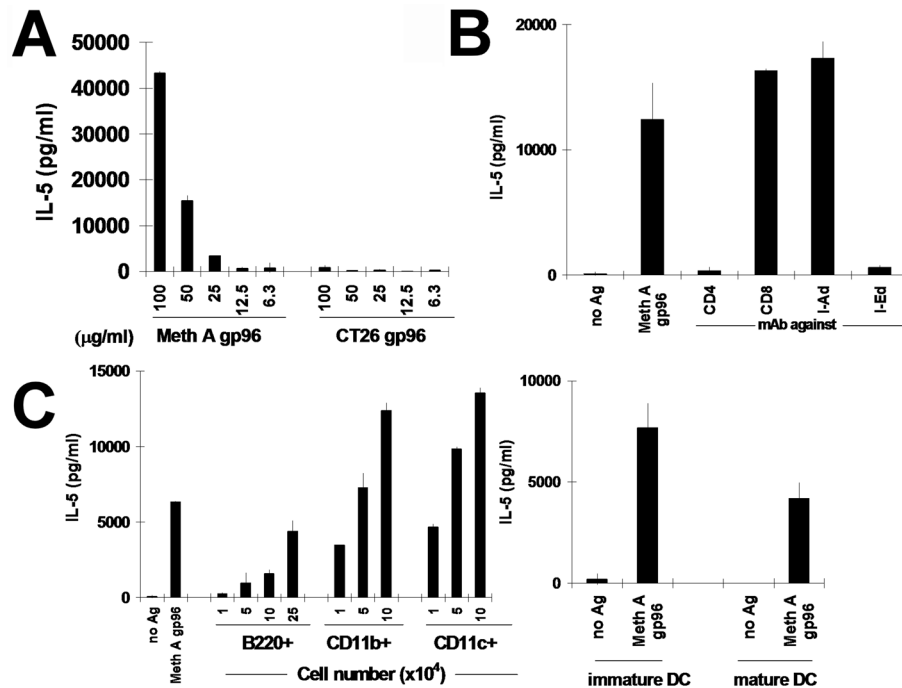 A
IL-5 (pg/ml)
50000
40000
30000
20000
10000
0
100
50
25
12.5
6.3
100
50
25
12.5
6.3
(μg/ml) Meth A gp96 CT26 gp96
B
IL-5 (pg/ml)
20000
10000
0
no Ag
Meth A
gp96
CD4
CD8
I-Ad
I-Ed
mAb against
C
IL-5 (pg/ml)
15000
10000
5000
0
no Ag
Meth A gp96
1
5
10
25
1
5
10
1
5
10
B220+ CD11b+ CD11c+
Cell number (x10⁴)
IL-5 (pg/ml)
10000
5000
0
no Ag
Meth A
gp96
no Ag
Meth A
gp96
immature DC mature DC